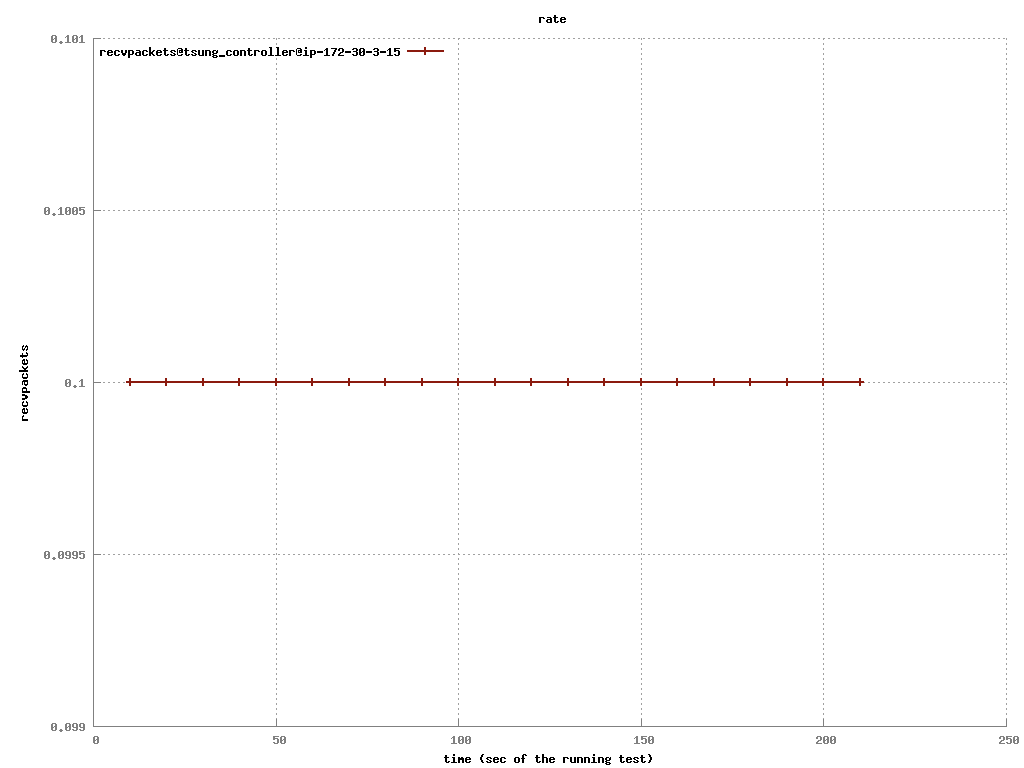 rate
0.101
recvpackets@tsung_controller@ip-172-30-3-15
0.1005
0.1
recvpackets
0.0995
0.099
0 50 100 150 200 250
time (sec of the running test)